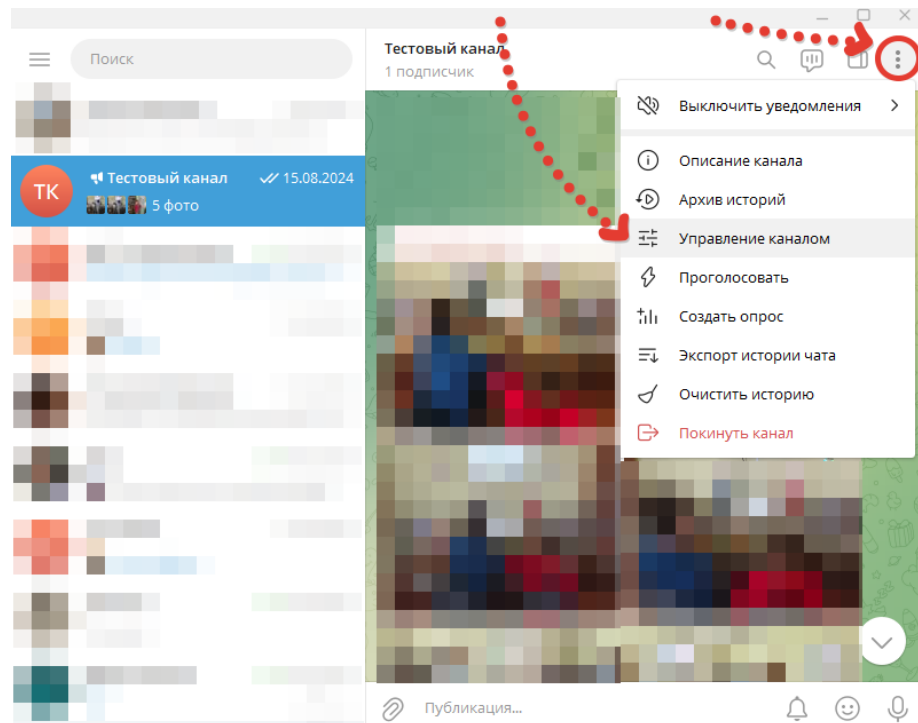 Поиск
Тестовый канал
1 подписчик
Выключить уведомления
Тестовый канал 15.08.2024
ТК
5 фото
Описание канала
Архив историй
Управление каналом
Проголосовать
Создать опрос
Экспорт истории чата
Очистить историю
Покинуть канал
Публикация...